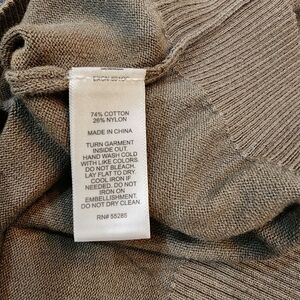 74% COTTON
26% NYLON
MADE IN CHINA
TURN GARMENT
INSIDE OUT.
HAND WASH COLD
WITH LIKE COLORS.
DO NOT BLEACH.
LAY FLAT TO DRY.
COOL IRON IF
NEEDED. DO NOT
IRON ON
EMBELLISHMENT.
DO NOT DRY CLEAN.
RN# 55285